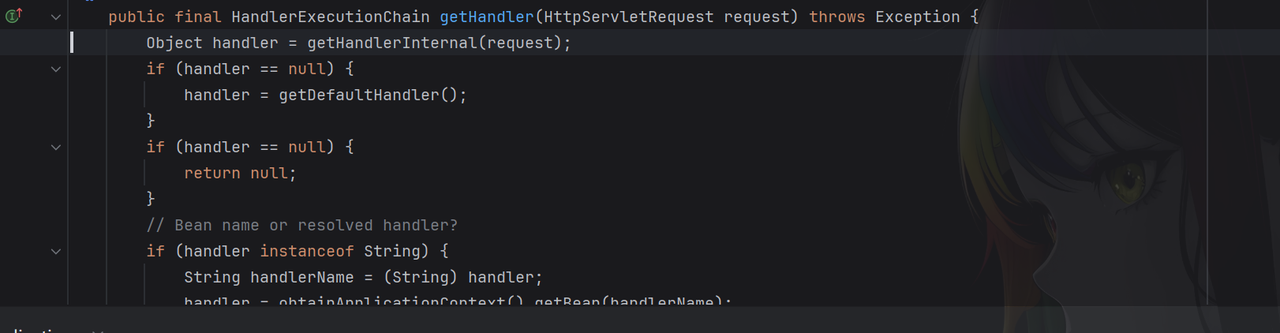 public final HandlerExecutionChain getHandler(HttpServletRequest request) throws Exception {
Object handler = getHandlerInternal(request);
if (handler == null) {
handler = getDefaultHandler();
}
if (handler == null) {
return null;
}
// Bean name or resolved handler?
if (handler instanceof String) {
String handlerName = (String) handler;
handler = obtainApplicationContext().getBean(handlerName);